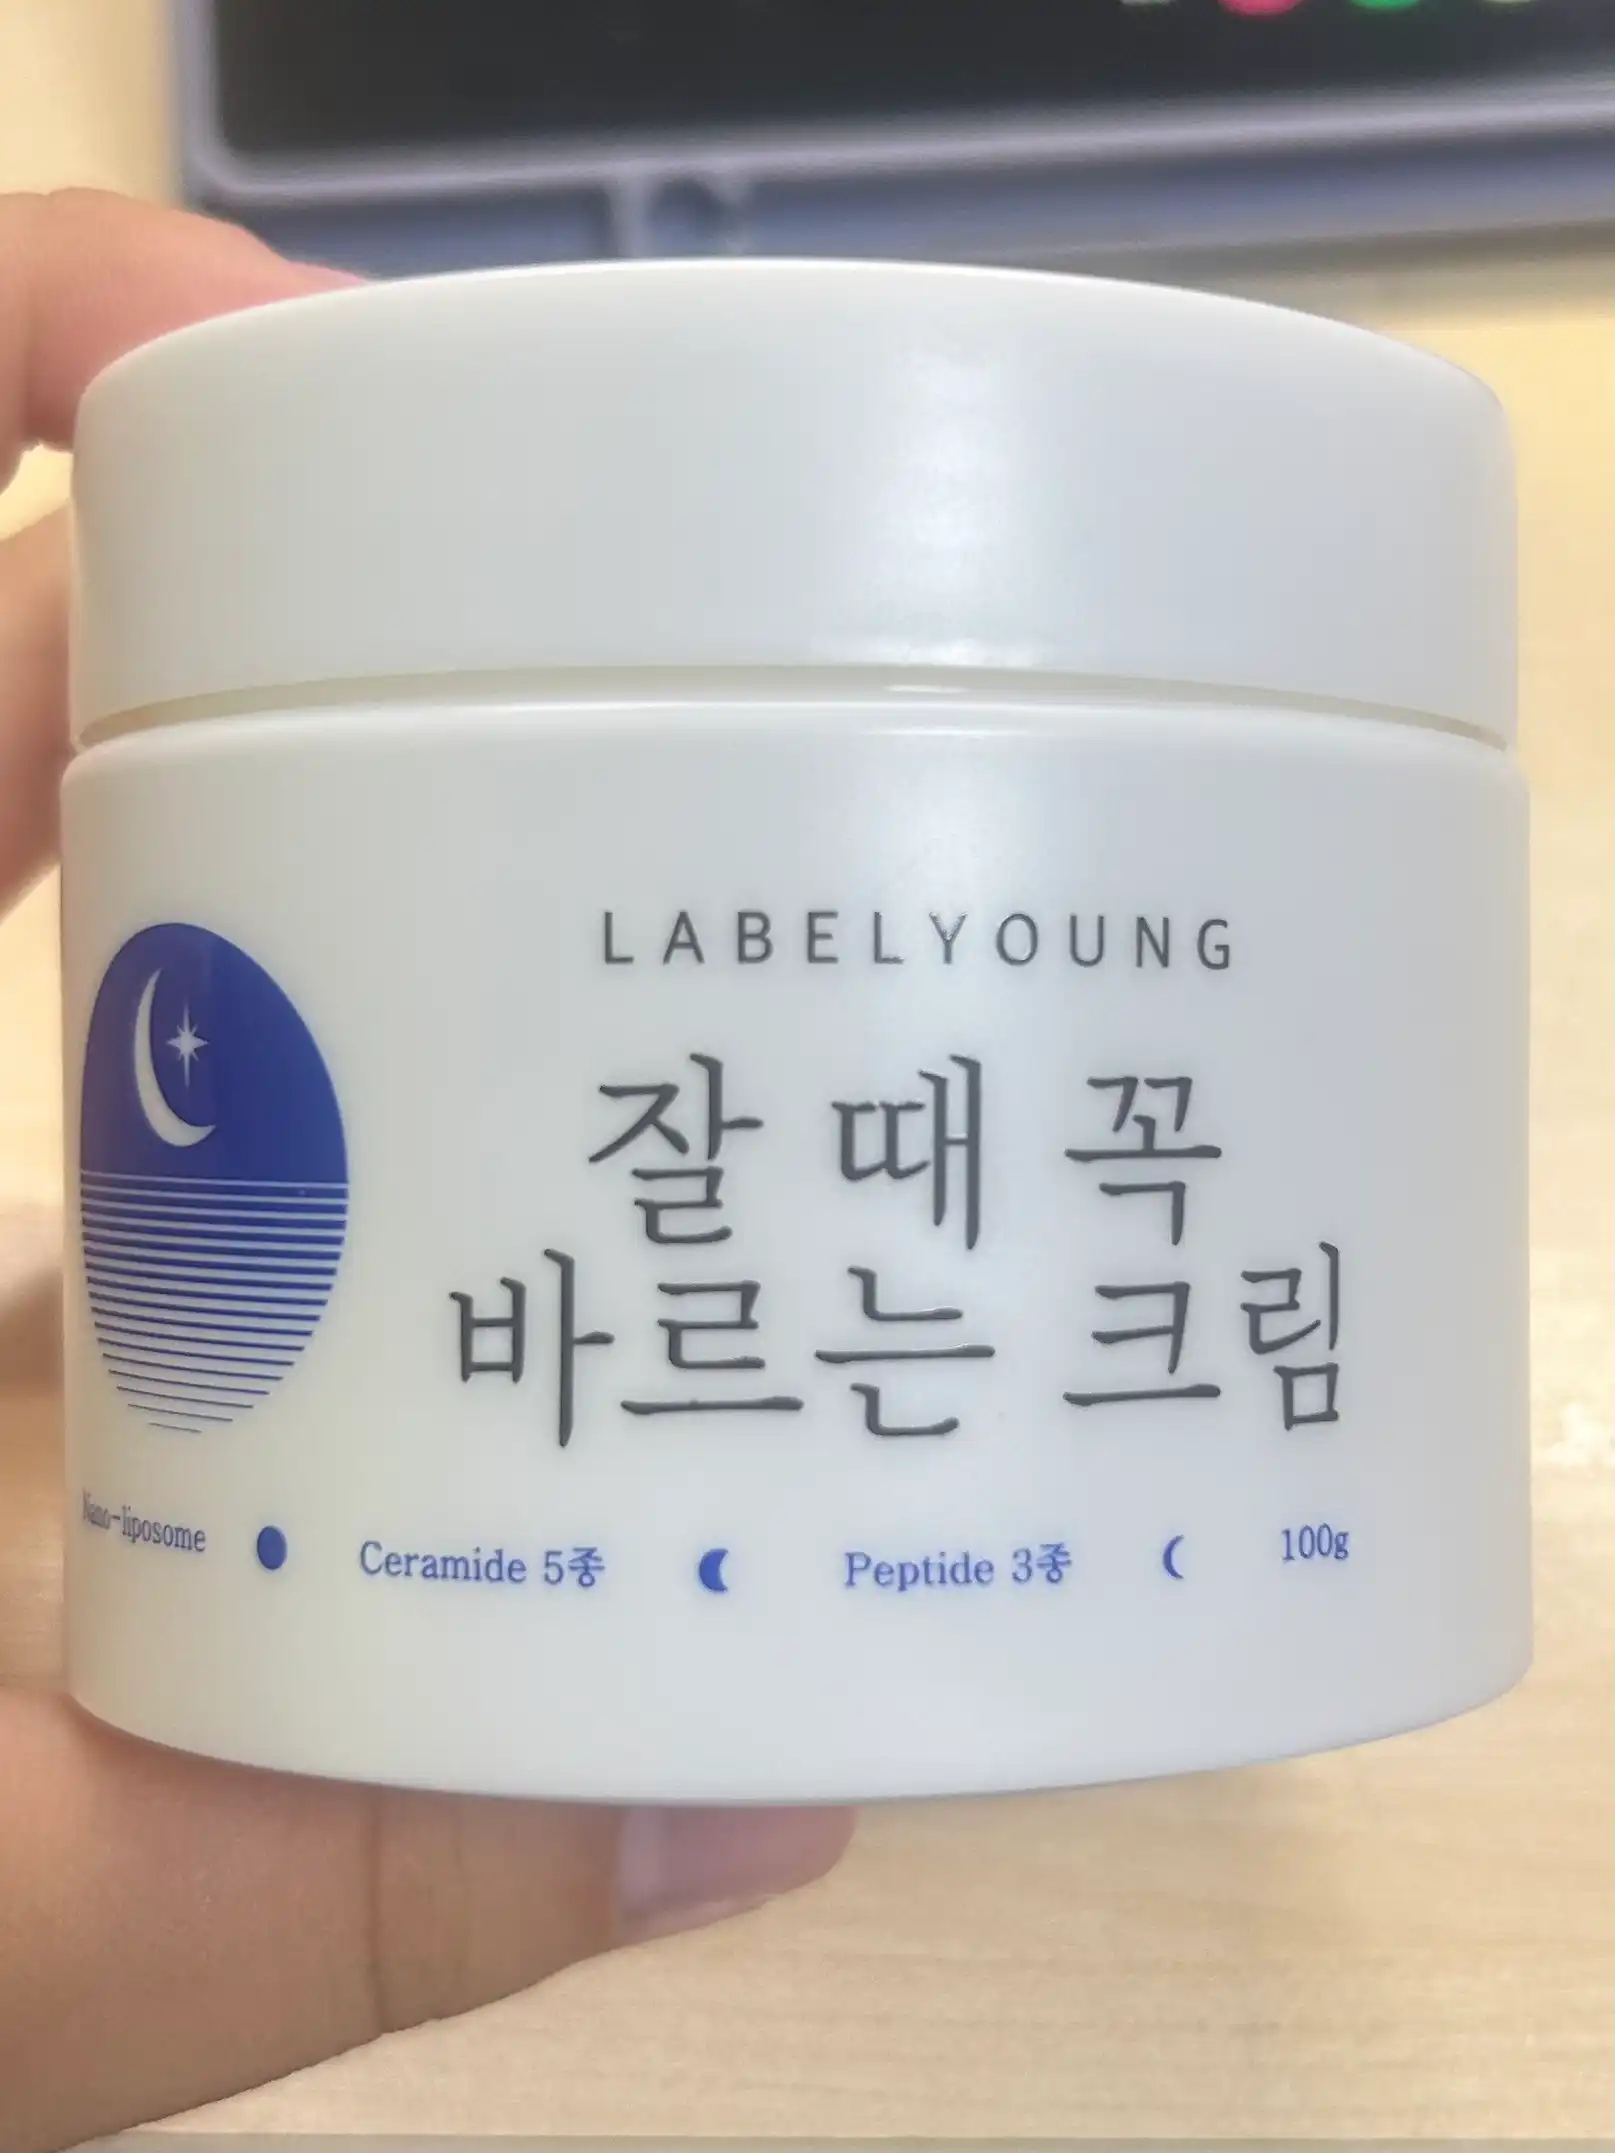 LABELYOUNG
잘 때 꼭
바르는 크림
Nano-liposome Ceramide 5종 Peptide 3종 100g